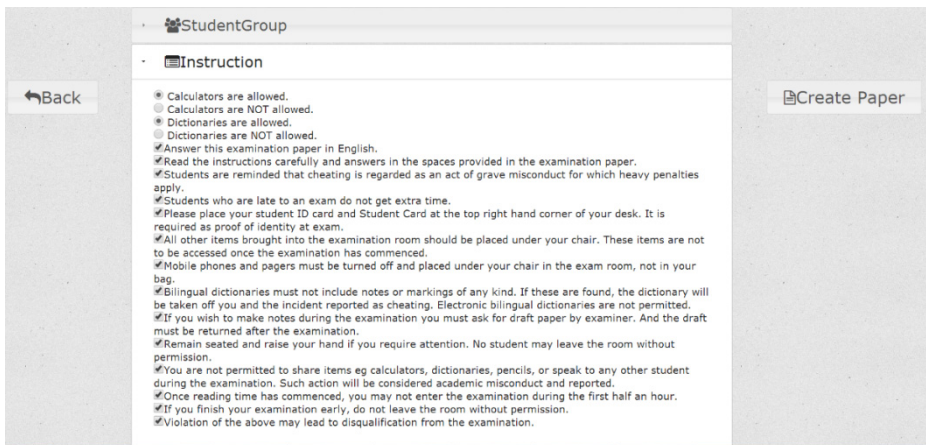 StudentGroup
Instruction
Back
Create Paper
Calculators are allowed.
Calculators are NOT allowed.
Dictionaries are allowed.
Dictionaries are NOT allowed.
Answer this examination paper in English.
Read the instructions carefully and answers in the spaces provided in the examination paper.
Students are reminded that cheating is regarded as an act of grave misconduct for which heavy penalties
apply.
Students who are late to an exam do not get extra time.
Please place your student ID card and Student Card at the top right hand corner of your desk. It is
required as proof of identity at exam.
All other items brought into the examination room should be placed under your chair. These items are not
to be accessed once the examination has commenced.
Mobile phones and pagers must be turned off and placed under your chair in the exam room, not in your
bag.
Bilingual dictionaries must not include notes or markings of any kind. If these are found, the dictionary will
be taken off you and the incident reported as cheating. Electronic bilingual dictionaries are not permitted.
If you wish to make notes during the examination you must ask for draft paper by examiner. And the draft
must be returned after the examination.
Remain seated and raise your hand if you require attention. No student may leave the room without
permission.
You are not permitted to share items eg calculators, dictionaries, pencils, or speak to any other student
during the examination. Such action will be considered academic misconduct and reported.
Once reading time has commenced, you may not enter the examination during the first half an hour.
If you finish your examination early, do not leave the room without permission.
Violation of the above may lead to disqualification from the examination.